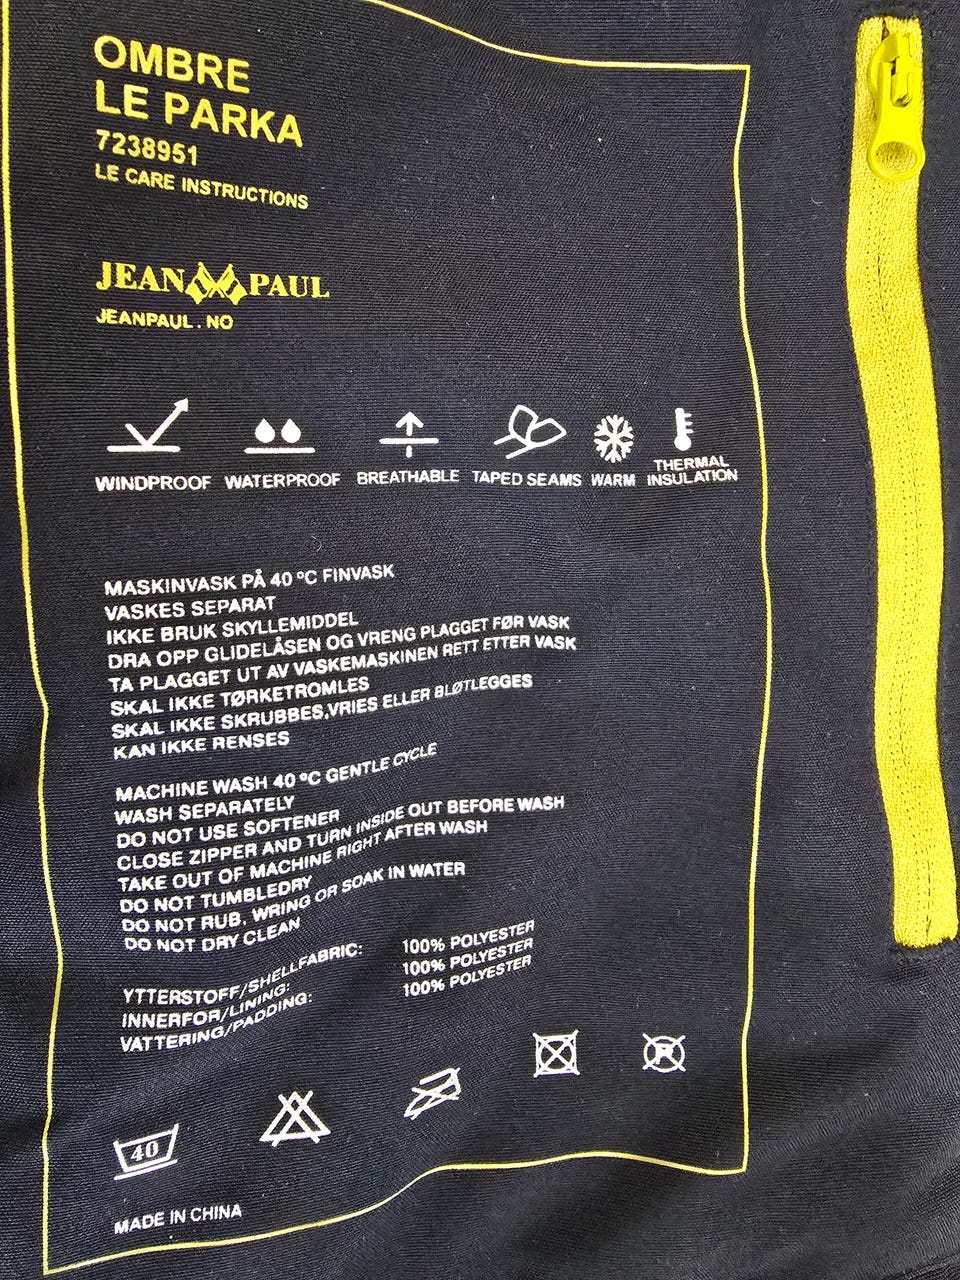 OMBRE
LE PARKA
7238951
LE CARE INSTRUCTIONS
JEAN PAUL
JEANPAUL.NO
WINDPROOF WATERPROOF BREATHABLE TAPED SEAMS WARM THERMAL INSULATION
MASKINVASK PÅ 40 °C FINVASK
VASKES SEPARAT
IKKE BRUK SKYLLEMIDDEL
DRA OPP GLIDELÅSEN OG VRENG PLAGGET FØR VASK
TA PLAGGET UT AV VASKEMASKINEN RETT ETTER VASK
SKAL IKKE TØRKETROMLES
SKAL IKKE SKRUBBES,VRIES ELLER BLØTLEGGES
KAN IKKE RENSES
MACHINE WASH 40 °C GENTLE CYCLE
WASH SEPARATELY
DO NOT USE SOFTENER
CLOSE ZIPPER AND TURN INSIDE OUT BEFORE WASH
TAKE OUT OF MACHINE RIGHT AFTER WASH
DO NOT TUMBLEDRY
DO NOT RUB, WRING OR SOAK IN WATER
DO NOT DRY CLEAN
YTTERSTOFF/SHELLFABRIC: 100% POLYESTER
INNERFOR/LINING: 100% POLYESTER
VATTERING/PADDING: 100% POLYESTER
40 P
MADE IN CHINA